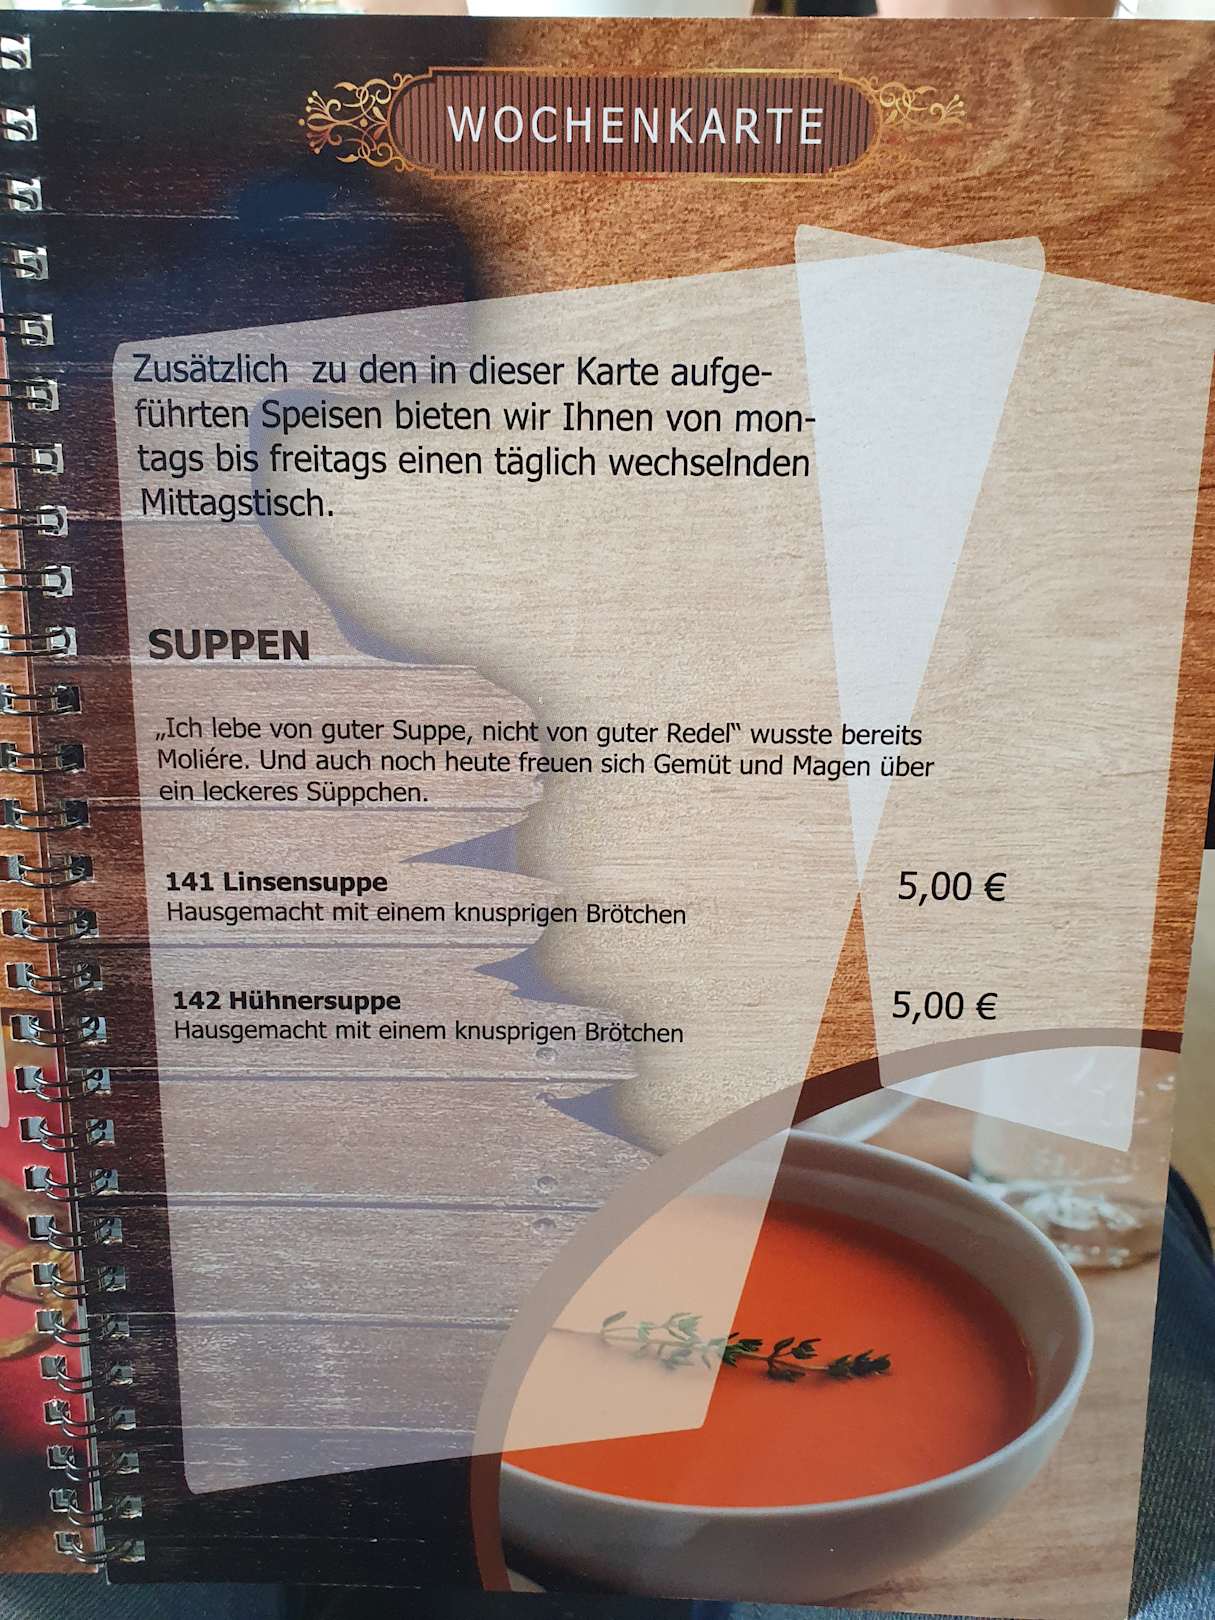 WOCHENKARTE
Zusätzlich zu den in dieser Karte aufge-
führten Speisen bieten wir Ihnen von mon-
tags bis freitags einen täglich wechselnden
Mittagstisch.
SUPPEN
„Ich lebe von guter Suppe, nicht von guter Redel“ wusste bereits
Moliére. Und auch noch heute freuen sich Gemüt und Magen über
ein leckeres Süppchen.
141 Linsensuppe 5,00 €
Hausgemacht mit einem knusprigen Brötchen
142 Hühnersuppe 5,00 €
Hausgemacht mit einem knusprigen Brötchen